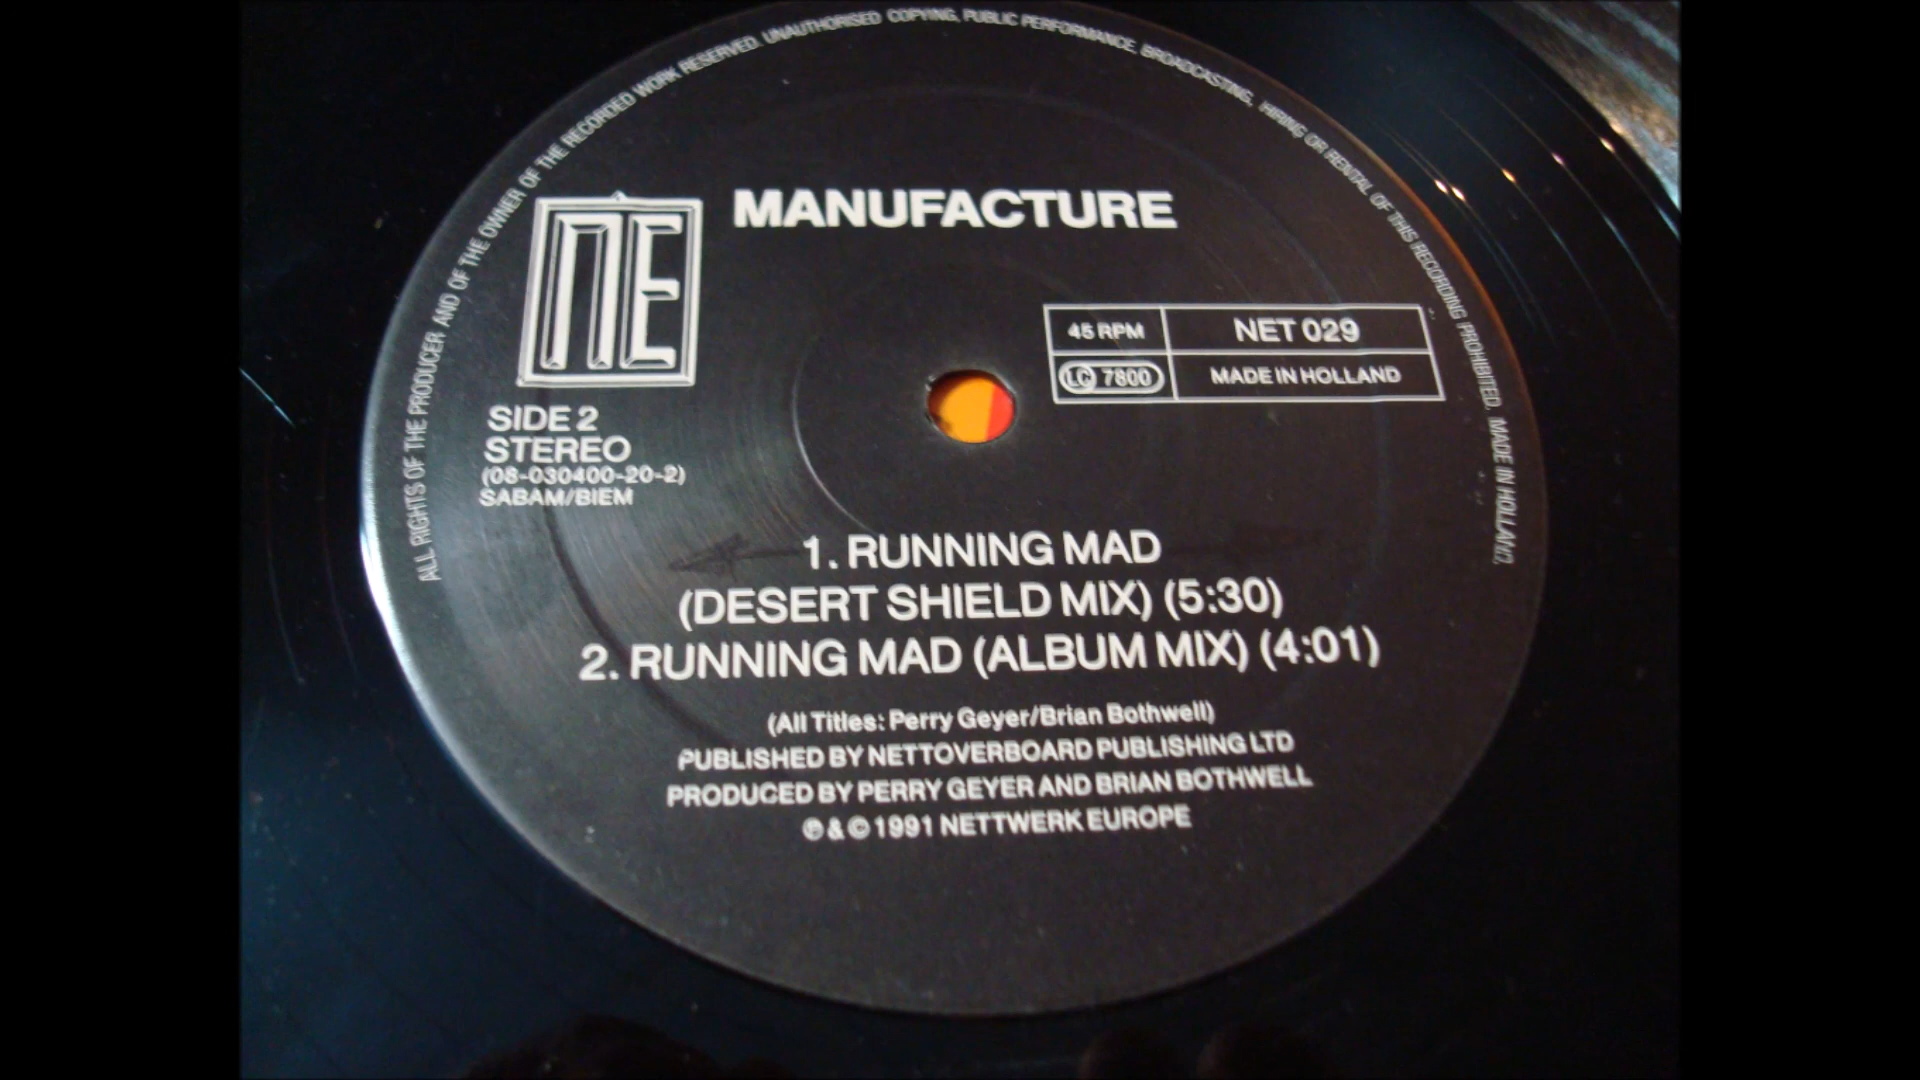 ALL RIGHTS OF THE PRODUCER AND OF THE OWNER OF THE RECORDED WORK RESERVED. UNAUTHORISED COPYING, PUBLIC PERFORMANCE, BROADCASTING, HIRING OR RENTAL OF THIS RECORDING PROHIBITED. MADE IN HOLLAND.
NE
MANUFACTURE
45 RPM
NET 029
LC 7800
MADE IN HOLLAND
SIDE 2
STEREO
(08-030400-20-2)
SABAM/BIEM
1. RUNNING MAD
(DESERT SHIELD MIX) (5:30)
2. RUNNING MAD (ALBUM MIX) (4:01)
(All Titles: Perry Geyer/Brian Bothwell)
PUBLISHED BY NETTOVERBOARD PUBLISHING LTD
PRODUCED BY PERRY GEYER AND BRIAN BOTHWELL
℗ & © 1991 NETTWERK EUROPE